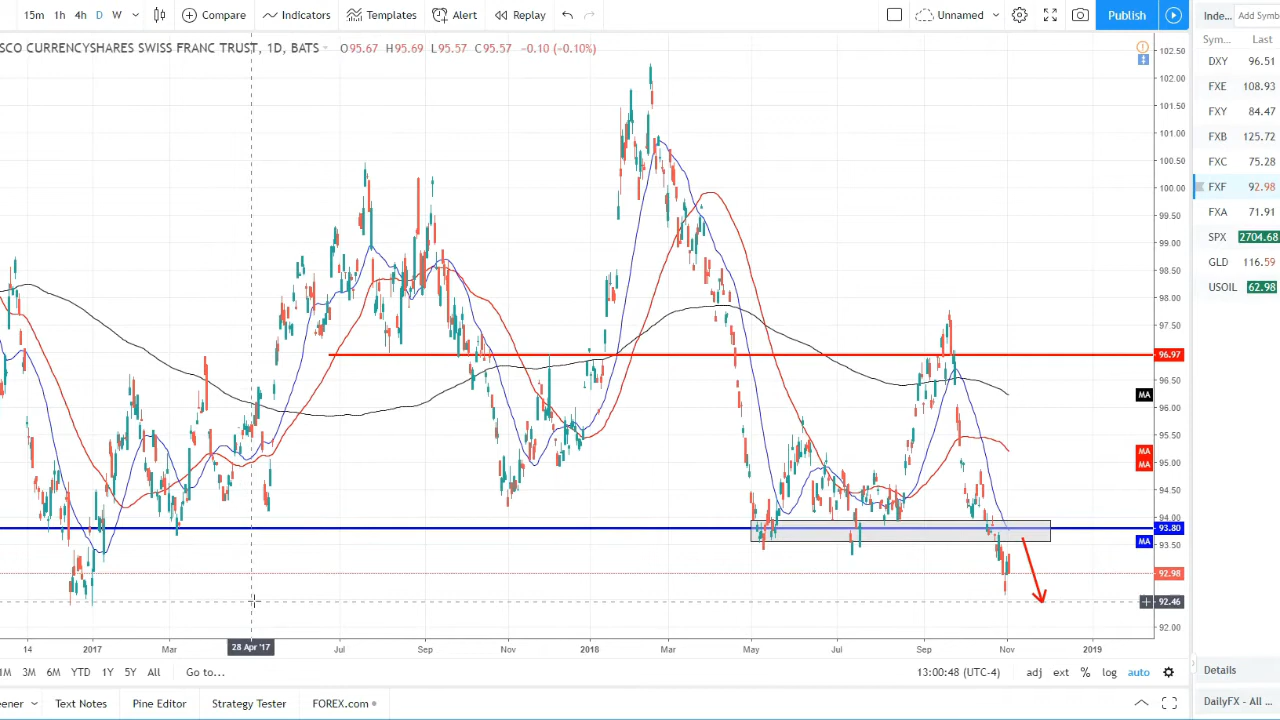 15m 1h 4h D W Compare Indicators Templates Alert Replay Unnamed Publish Inde... Add Symb
SCO CURRENCYSHARES SWISS FRANC TRUST, 1D, BATS O95.67 H95.69 L95.57 C95.57 −0.10 (−0.10%)
Sym... Last
DXY 96.51
FXE 108.93
FXY 84.47
FXB 125.72
FXC 75.28
FXF 92.98
FXA 71.91
SPX 2704.68
GLD 116.59
USOIL 62.98
102.50
102.00
101.50
101.00
100.50
100.00
99.50
99.00
98.50
98.00
97.50
96.97
96.50
MA
96.00
95.50
MA
95.00
MA
94.50
94.00
93.80
MA 93.50
92.98
92.46
92.00
14 2017 Mar 28 Apr '17 Jul Sep Nov 2018 Mar May Jul Sep Nov 2019
1M 3M 6M YTD 1Y 5Y All Go to... 13:00:48 (UTC-4) adj ext % log auto
Details
ener Text Notes Pine Editor Strategy Tester FOREX.com
DailyFX - All ...